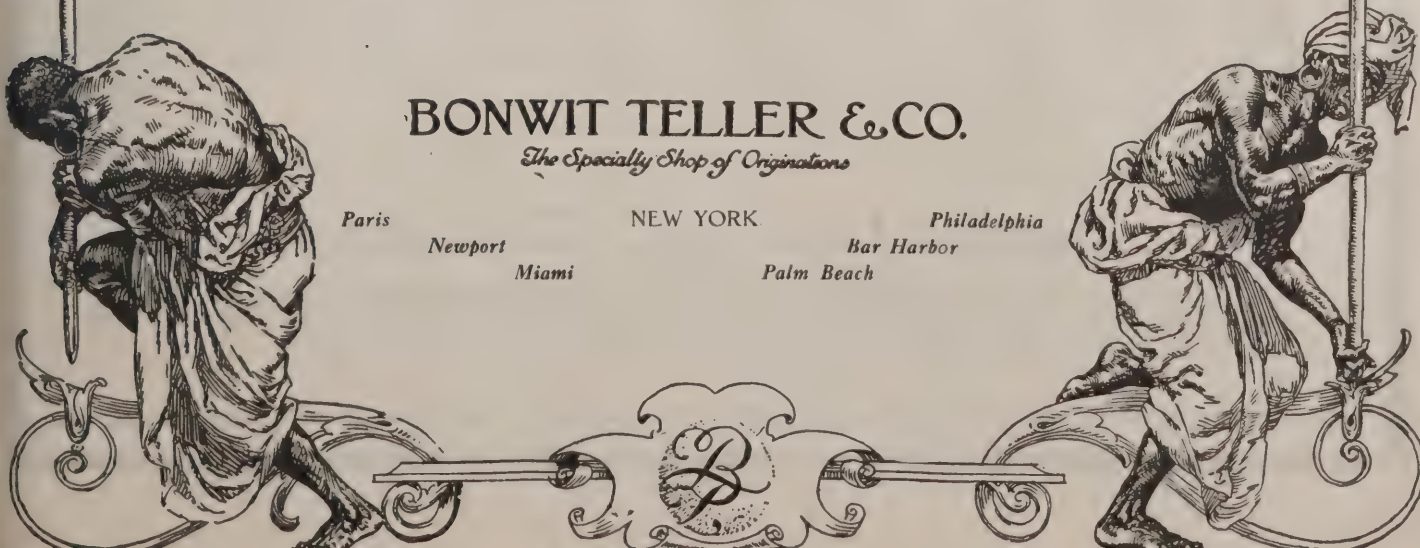 BONWIT TELLER & CO.
The Specialty Shop of Originations
Paris NEW YORK Philadelphia
Newport Bar Harbor
Miami Palm Beach
B